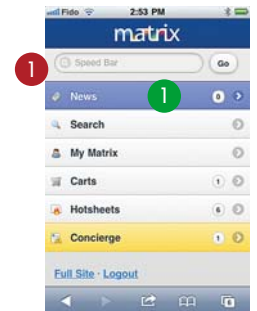 Fido 2:53 PM
matrix
1 Speed Bar Go
News 1 0
Search
My Matrix
Carts 1
Hotsheets 6
Concierge 1
Full Site · Logout
6